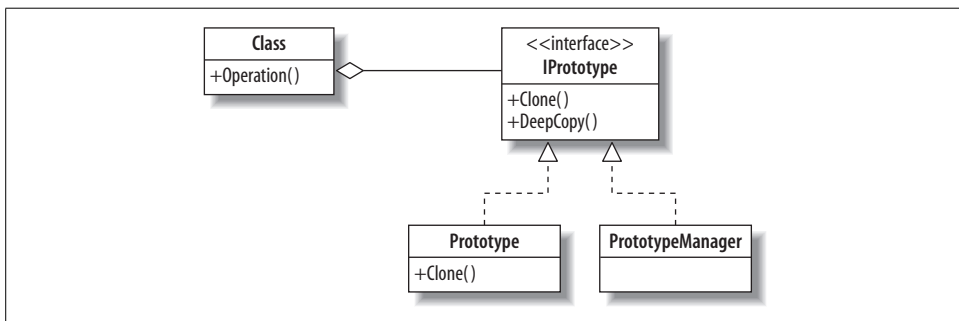 Class
+Operation()
<<interface>>
IPrototype
+Clone()
+DeepCopy()
Prototype
+Clone()
PrototypeManager